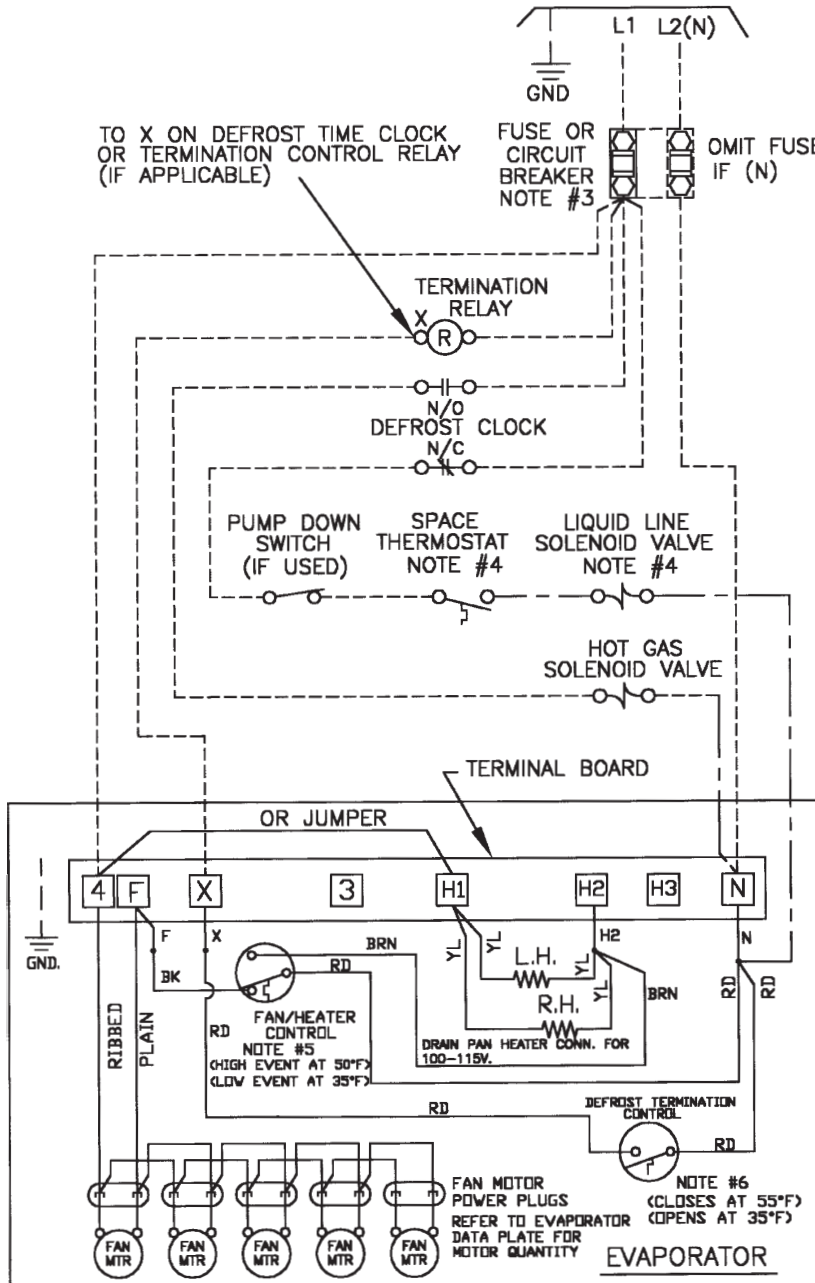 L1 L2(N)
GND
TO X ON DEFROST TIME CLOCK
OR TERMINATION CONTROL RELAY
(IF APPLICABLE)
FUSE OR
CIRCUIT
BREAKER
NOTE #3
OMIT FUSE
IF (N)
TERMINATION
RELAY
X
R
N/O
DEFROST CLOCK
N/C
PUMP DOWN
SWITCH
(IF USED)
SPACE
THERMOSTAT
NOTE #4
LIQUID LINE
SOLENOID VALVE
NOTE #4
HOT GAS
SOLENOID VALVE
TERMINAL BOARD
OR JUMPER
4 F X 3 H1 H2 H3 N
GND.
F
X
BK
BRN
RD
YL
YL
L.H.
R.H.
YL
YL
H2
BRN
N
RD
RD
RIBBED
PLAIN
RD
FAN/HEATER
CONTROL
NOTE #5
(HIGH EVENT AT 50°F)
(LOW EVENT AT 35°F)
DRAIN PAN HEATER CONN. FOR
100-115V.
RD
DEFROST TERMINATION
CONTROL
RD
NOTE #6
(CLOSES AT 55°F)
(OPENS AT 35°F)
FAN MOTOR
POWER PLUGS
REFER TO EVAPORATOR
DATA PLATE FOR
MOTOR QUANTITY
FAN
MTR
FAN
MTR
FAN
MTR
FAN
MTR
FAN
MTR
EVAPORATOR